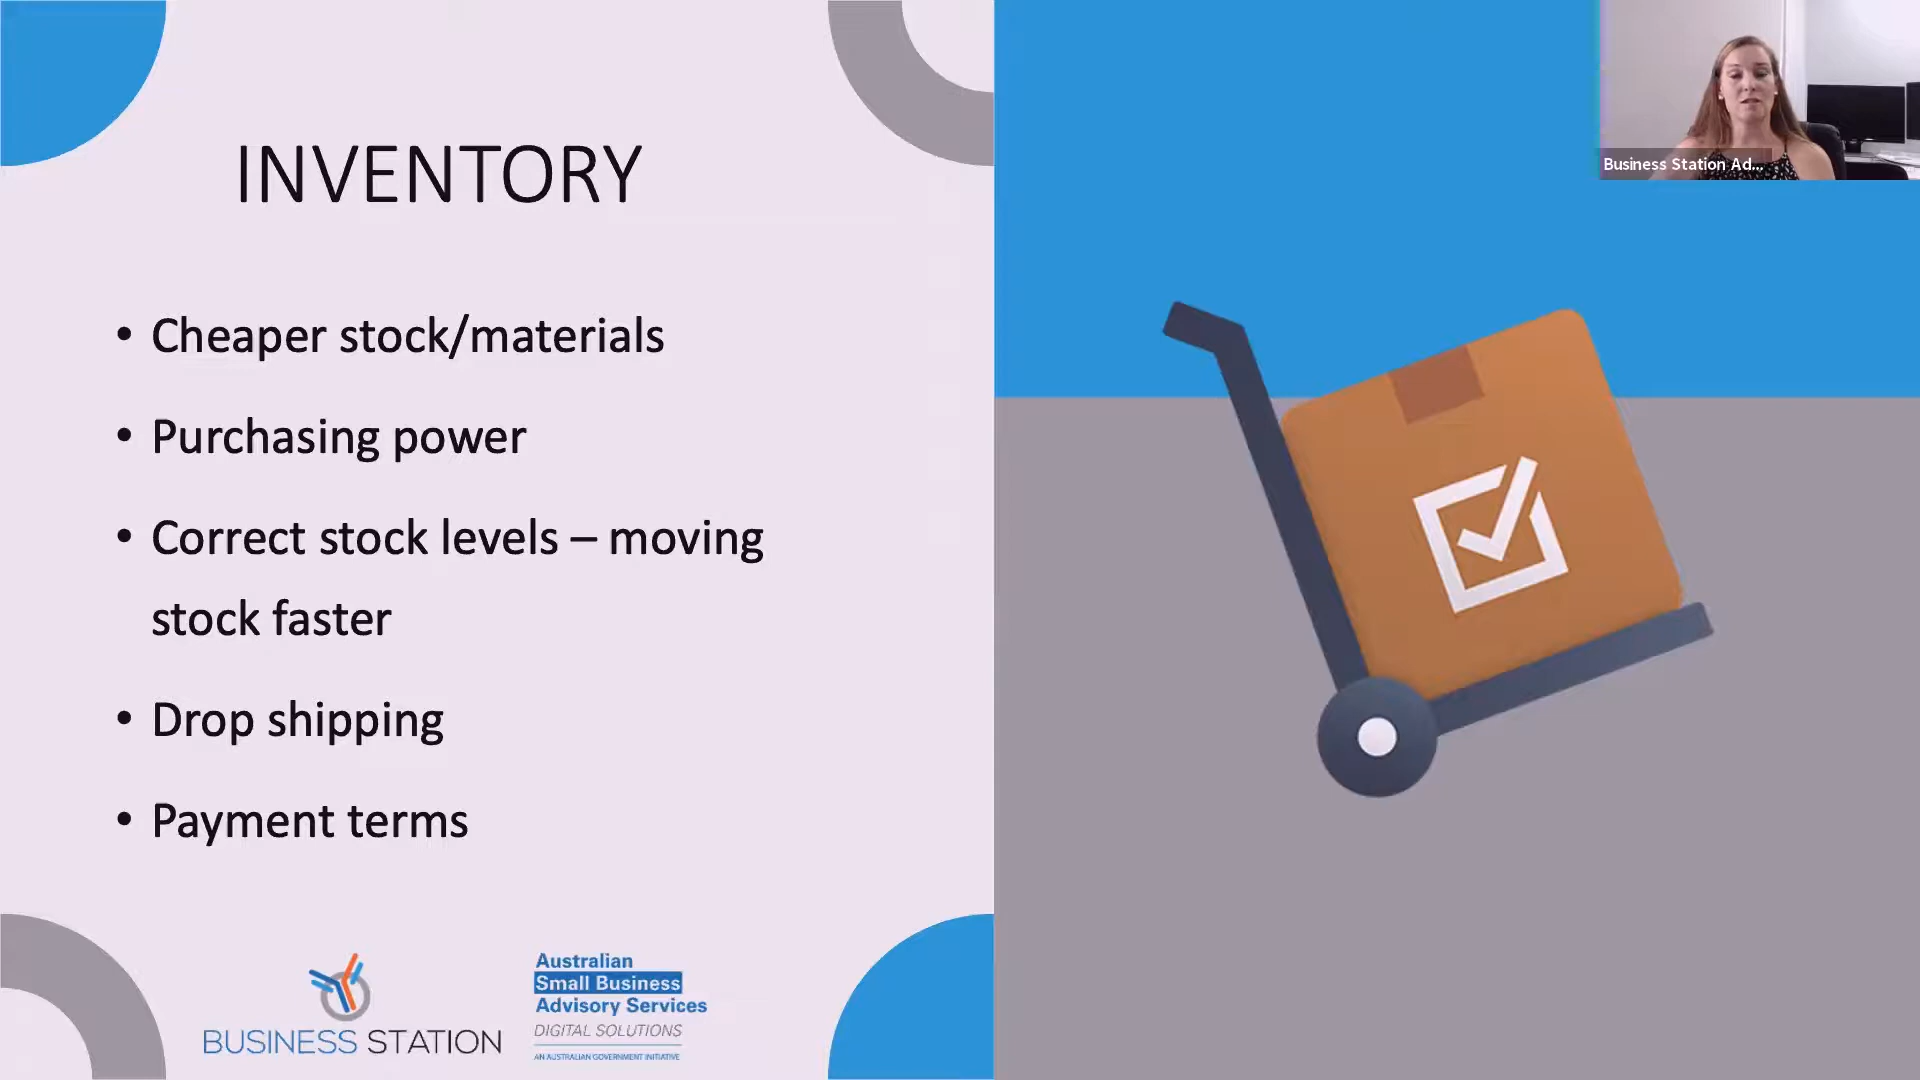 INVENTORY
• Cheaper stock/materials
• Purchasing power
• Correct stock levels – moving
stock faster
• Drop shipping
• Payment terms
BUSINESS STATION
Australian
Small Business
Advisory Services
DIGITAL SOLUTIONS
AN AUSTRALIAN GOVERNMENT INITIATIVE
Business Station Ad...